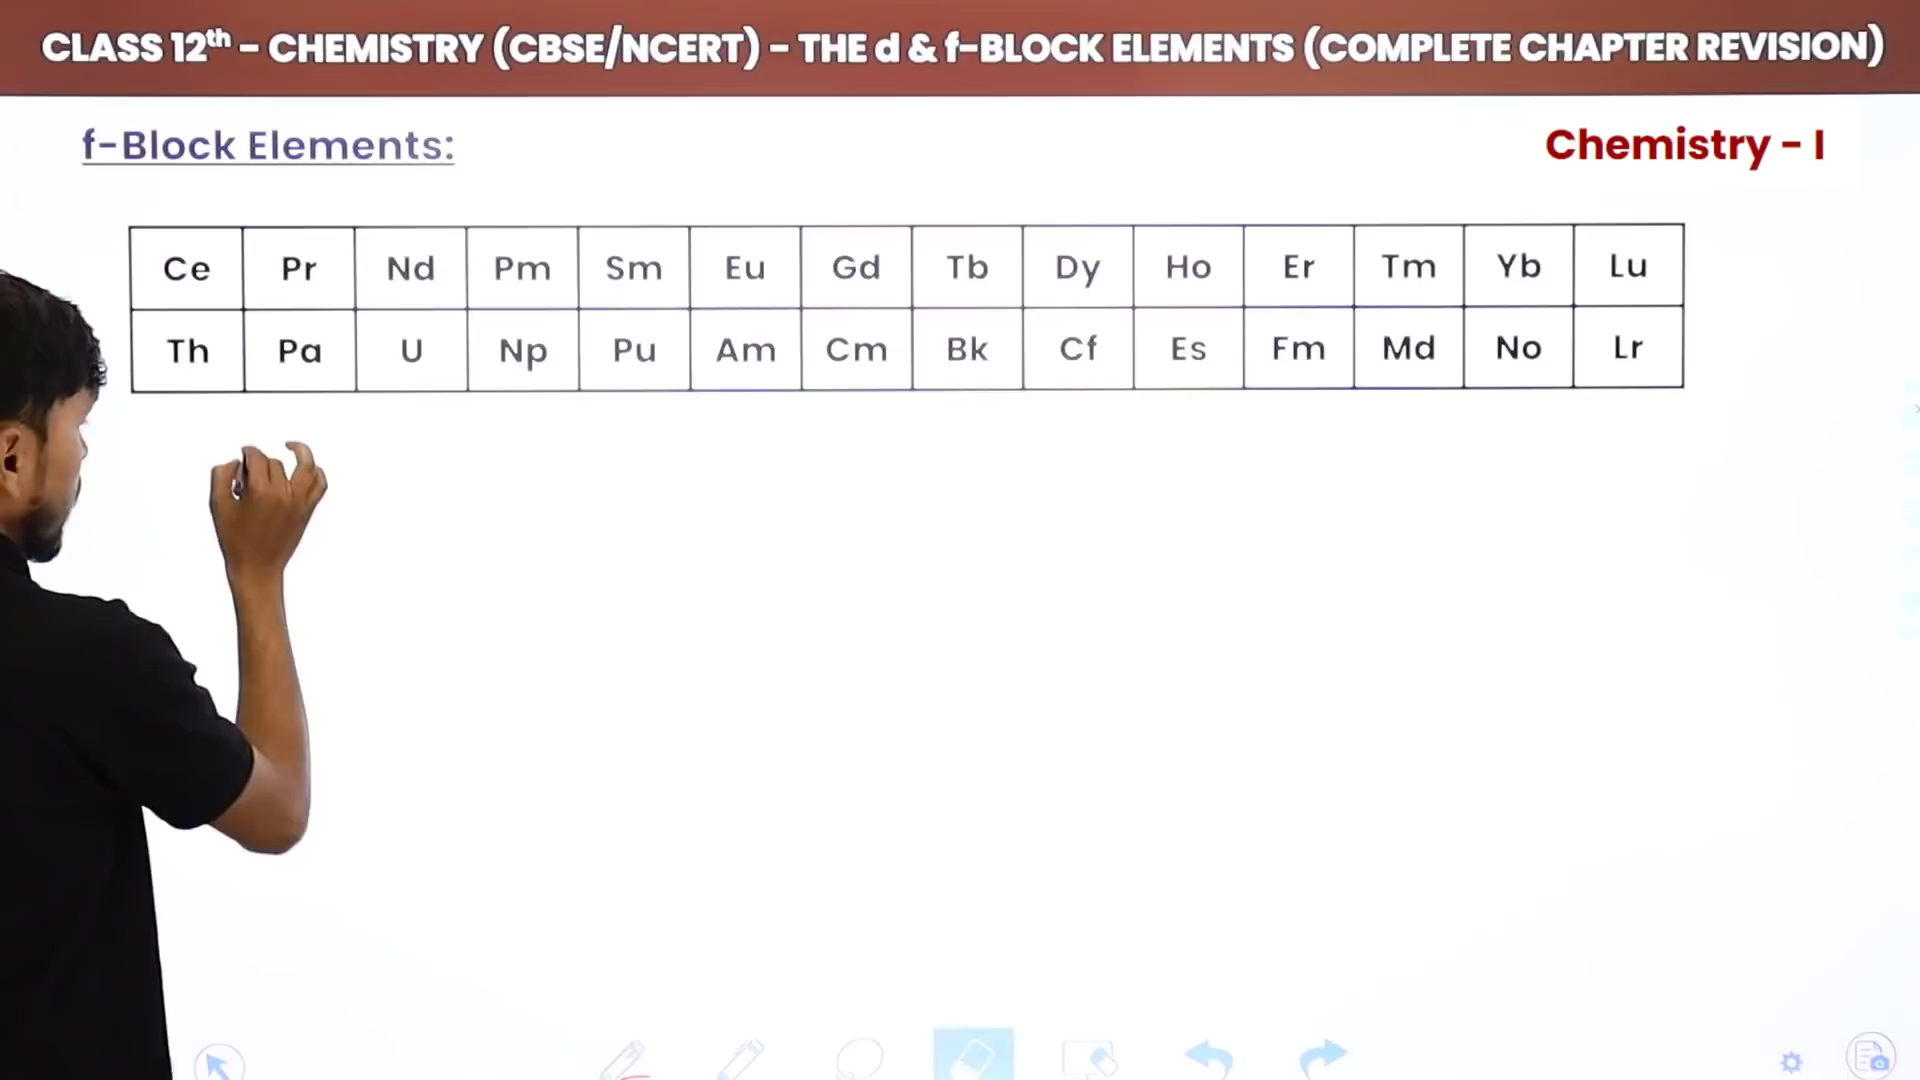 CLASS 12th - CHEMISTRY (CBSE/NCERT) - THE d & f-BLOCK ELEMENTS (COMPLETE CHAPTER REVISION)
f-Block Elements:
Chemistry - I
Ce Pr Nd Pm Sm Eu Gd Tb Dy Ho Er Tm Yb Lu
Th Pa U Np Pu Am Cm Bk Cf Es Fm Md No Lr